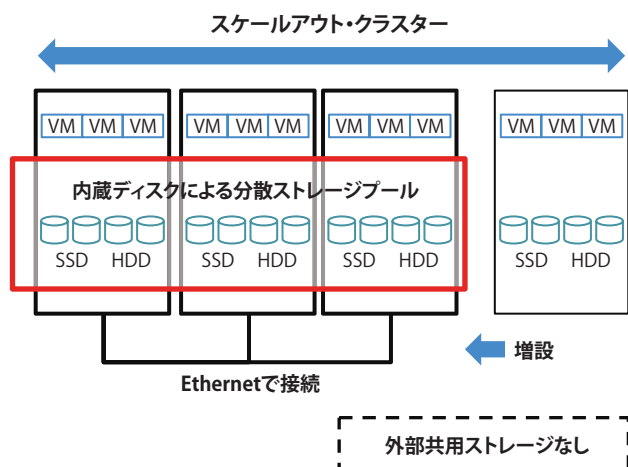 スケールアウト・クラスター
VM VM VM VM VM VM VM VM VM VM VM VM
内蔵ディスクによる分散ストレージプール
SSD HDD SSD HDD SSD HDD SSD HDD
増設
Ethernetで接続
外部共用ストレージなし